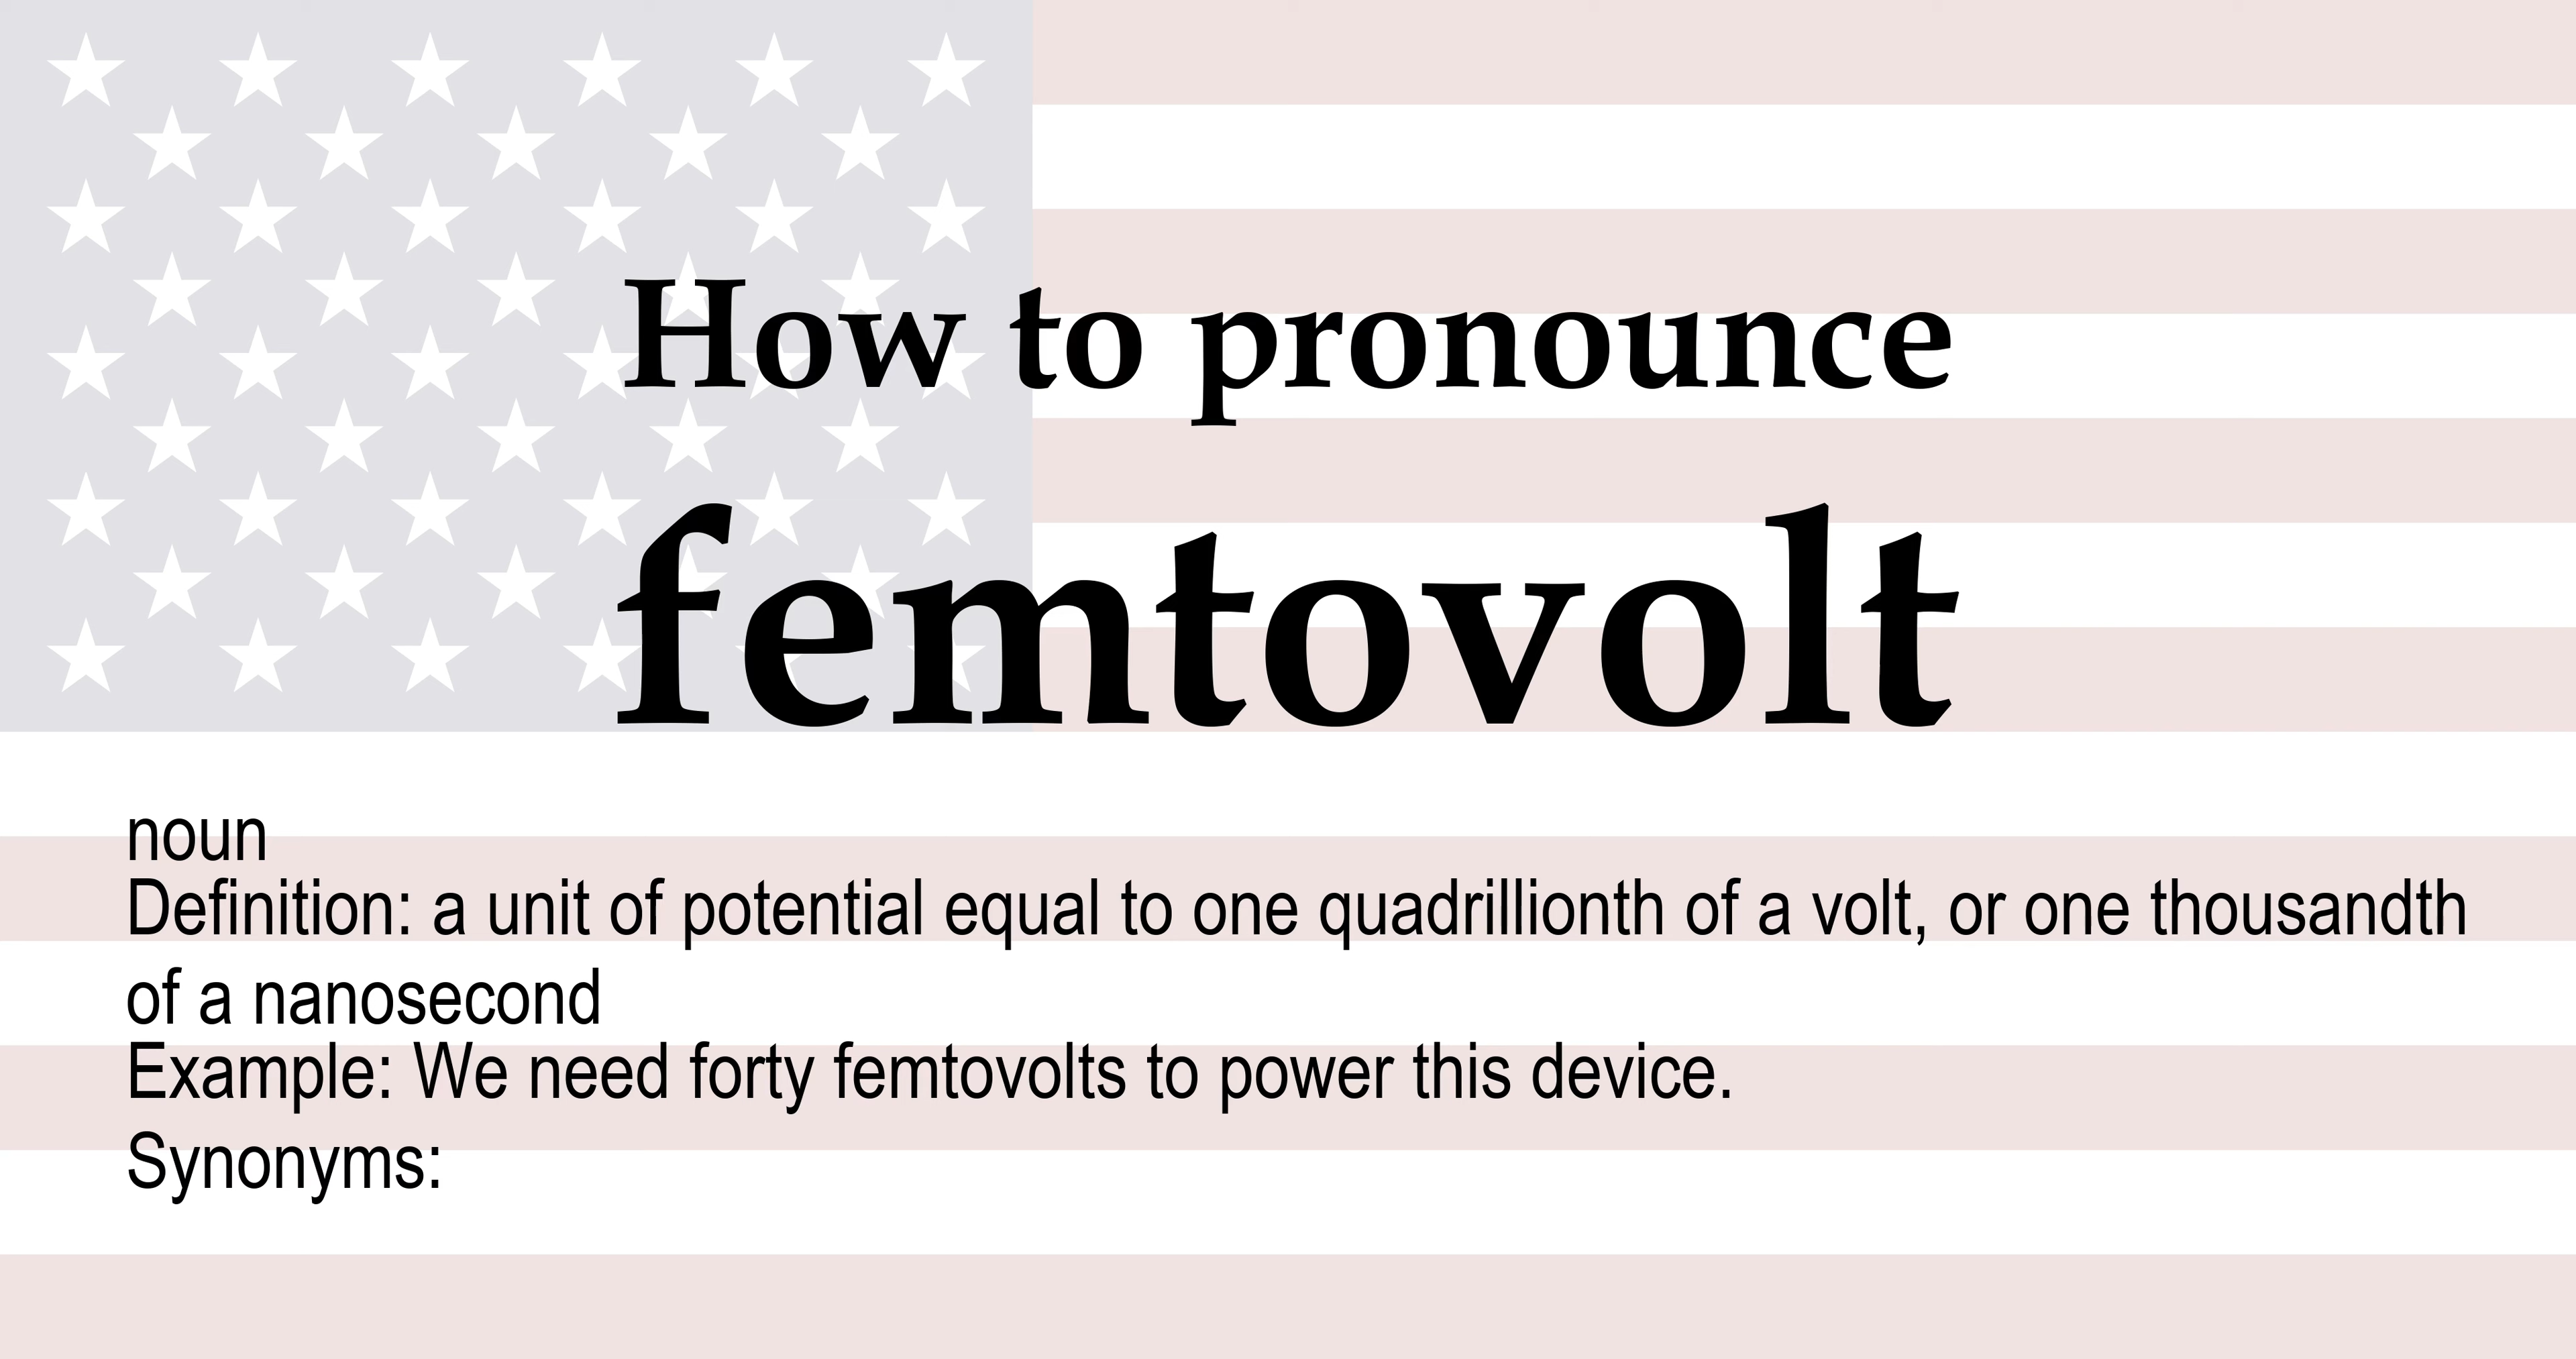 How to pronounce
femtovolt
noun
Definition: a unit of potential equal to one quadrillionth of a volt, or one thousandth
of a nanosecond
Example: We need forty femtovolts to power this device.
Synonyms: